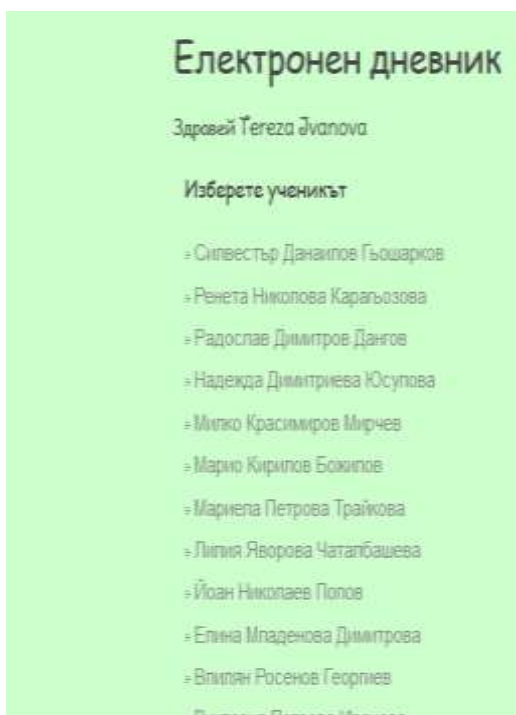 Електронен дневник
Здравей Tereza Ivanova
Изберете ученикът
» Силвестър Данаилов Гьошарков
» Ренета Николова Карагьозова
» Радослав Димитров Дангов
» Надежда Димитриева Юсупова
» Милко Красимиров Мирчев
» Марио Кирилов Божилов
» Мариела Петрова Трайкова
» Лилия Яворова Чаталбашева
» Йоан Николаев Попов
» Елина Младенова Димитрова
» Влилян Росенов Георгиев